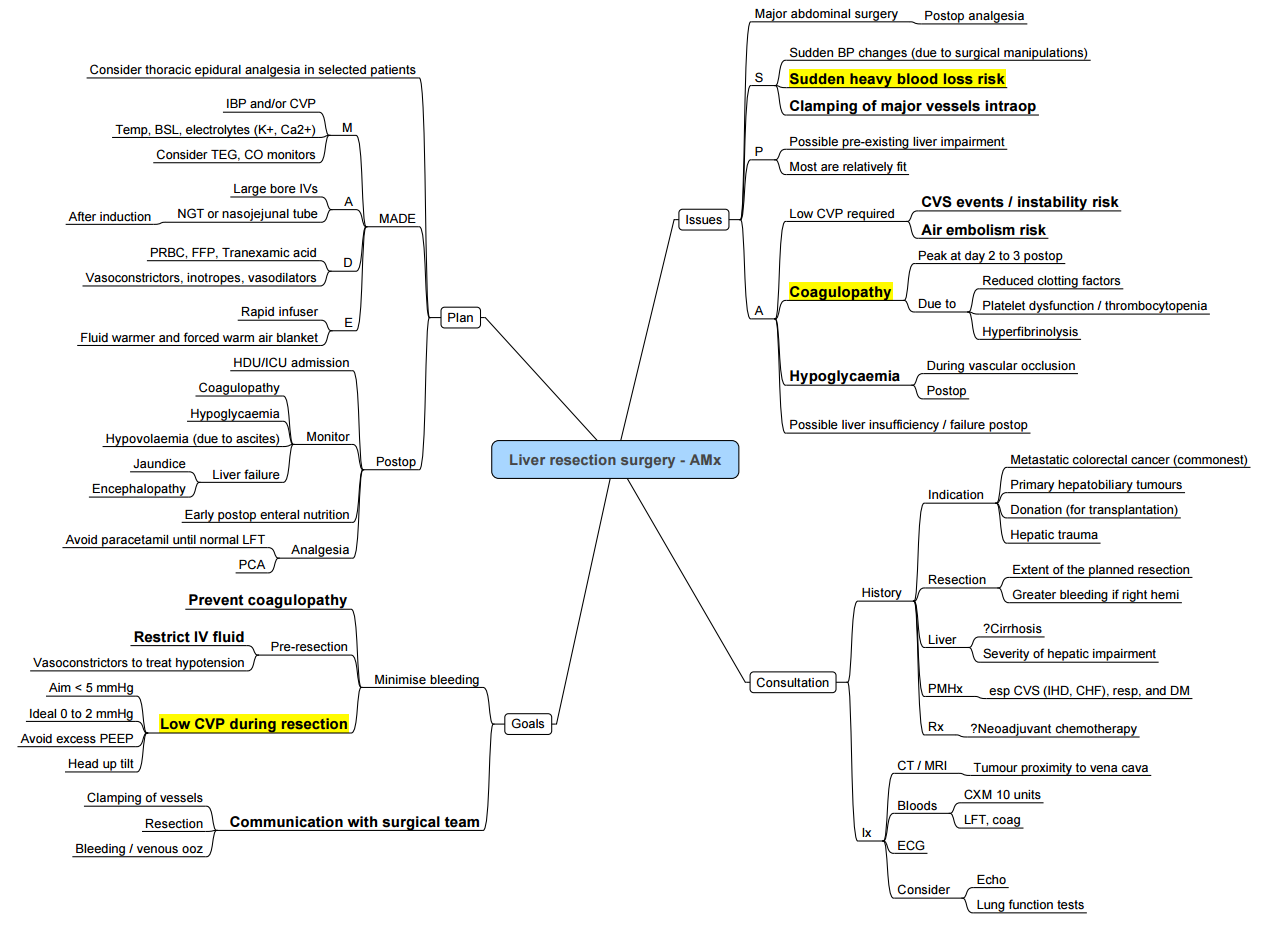 Liver resection surgery - AMx
Issues
Major abdominal surgery
Postop analgesia
S
Sudden BP changes (due to surgical manipulations)
Sudden heavy blood loss risk
Clamping of major vessels intraop
P
Possible pre-existing liver impairment
Most are relatively fit
A
Low CVP required
CVS events / instability risk
Air embolism risk
Coagulopathy
Peak at day 2 to 3 postop
Due to
Reduced clotting factors
Platelet dysfunction / thrombocytopenia
Hyperfibrinolysis
Hypoglycaemia
During vascular occlusion
Postop
Possible liver insufficiency / failure postop
Consultation
History
Indication
Metastatic colorectal cancer (commonest)
Primary hepatobiliary tumours
Donation (for transplantation)
Hepatic trauma
Resection
Extent of the planned resection
Greater bleeding if right hemi
Liver
?Cirrhosis
Severity of hepatic impairment
PMHx
esp CVS (IHD, CHF), resp, and DM
Rx
?Neoadjuvant chemotherapy
Ix
CT / MRI
Tumour proximity to vena cava
Bloods
CXM 10 units
LFT, coag
ECG
Consider
Echo
Lung function tests
Goals
Minimise bleeding
Prevent coagulopathy
Pre-resection
Restrict IV fluid
Vasoconstrictors to treat hypotension
Low CVP during resection
Aim < 5 mmHg
Ideal 0 to 2 mmHg
Avoid excess PEEP
Head up tilt
Communication with surgical team
Clamping of vessels
Resection
Bleeding / venous ooz
Plan
Consider thoracic epidural analgesia in selected patients
MADE
M
IBP and/or CVP
Temp, BSL, electrolytes (K+, Ca2+)
Consider TEG, CO monitors
A
Large bore IVs
NGT or nasojejunal tube
After induction
D
PRBC, FFP, Tranexamic acid
Vasoconstrictors, inotropes, vasodilators
E
Rapid infuser
Fluid warmer and forced warm air blanket
Postop
HDU/ICU admission
Monitor
Coagulopathy
Hypoglycaemia
Hypovolaemia (due to ascites)
Liver failure
Jaundice
Encephalopathy
Early postop enteral nutrition
Analgesia
Avoid paracetamil until normal LFT
PCA